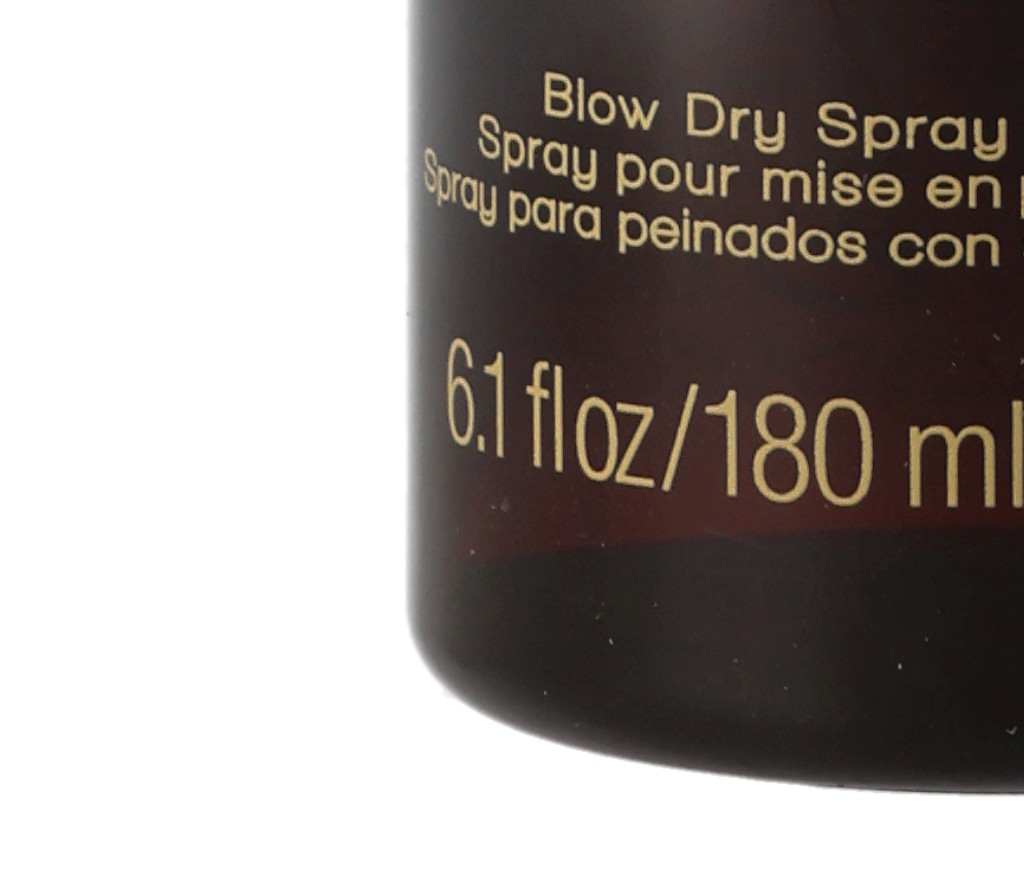 Blow Dry Spray
Spray pour mise en
Spray para peinados con
6.1 fl oz/180 ml